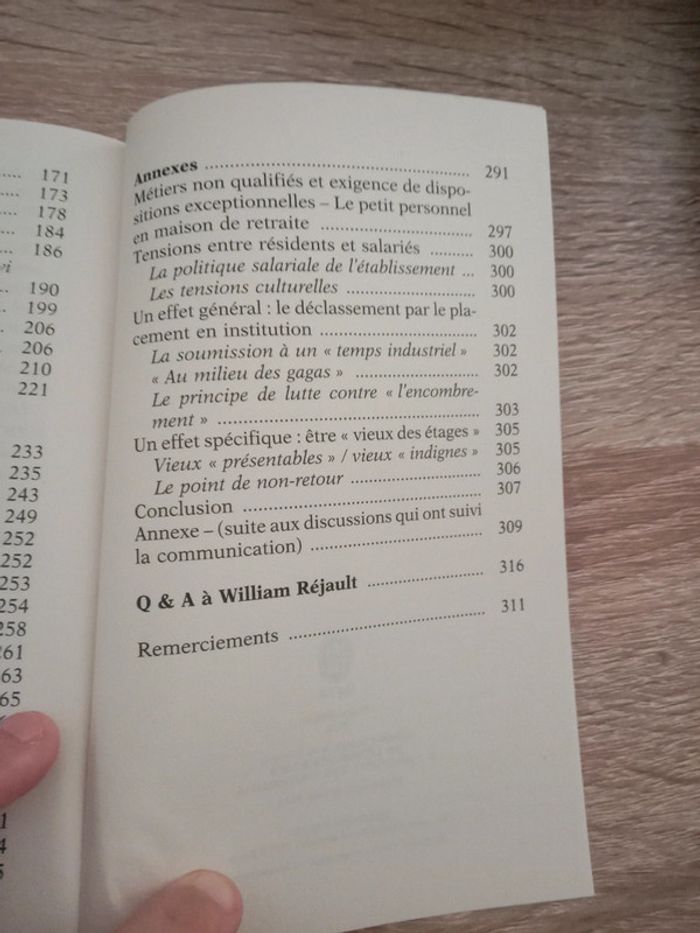 171
173
178
184
186
vi
190
199
206
206
210
221
233
235
243
249
252
252
253
254
258
261
63
65
1
4
5
Annexes ........................................................ 291
Métiers non qualifiés et exigence de dispo-
sitions exceptionnelles – Le petit personnel
en maison de retraite ............................... 297
Tensions entre résidents et salariés .......... 300
La politique salariale de l'établissement ... 300
Les tensions culturelles .......................... 300
Un effet général : le déclassement par le pla-
cement en institution ............................... 302
La soumission à un « temps industriel » 302
« Au milieu des gagas » ......................... 302
Le principe de lutte contre « l'encombre-
ment » .................................................... 303
Un effet spécifique : être « vieux des étages » 305
Vieux « présentables » / vieux « indignes » 305
Le point de non-retour ........................... 306
Conclusion ................................................ 307
Annexe – (suite aux discussions qui ont suivi
la communication) ................................... 309
Q & A à William Réjault ........................ 316
Remerciements ........................................ 311